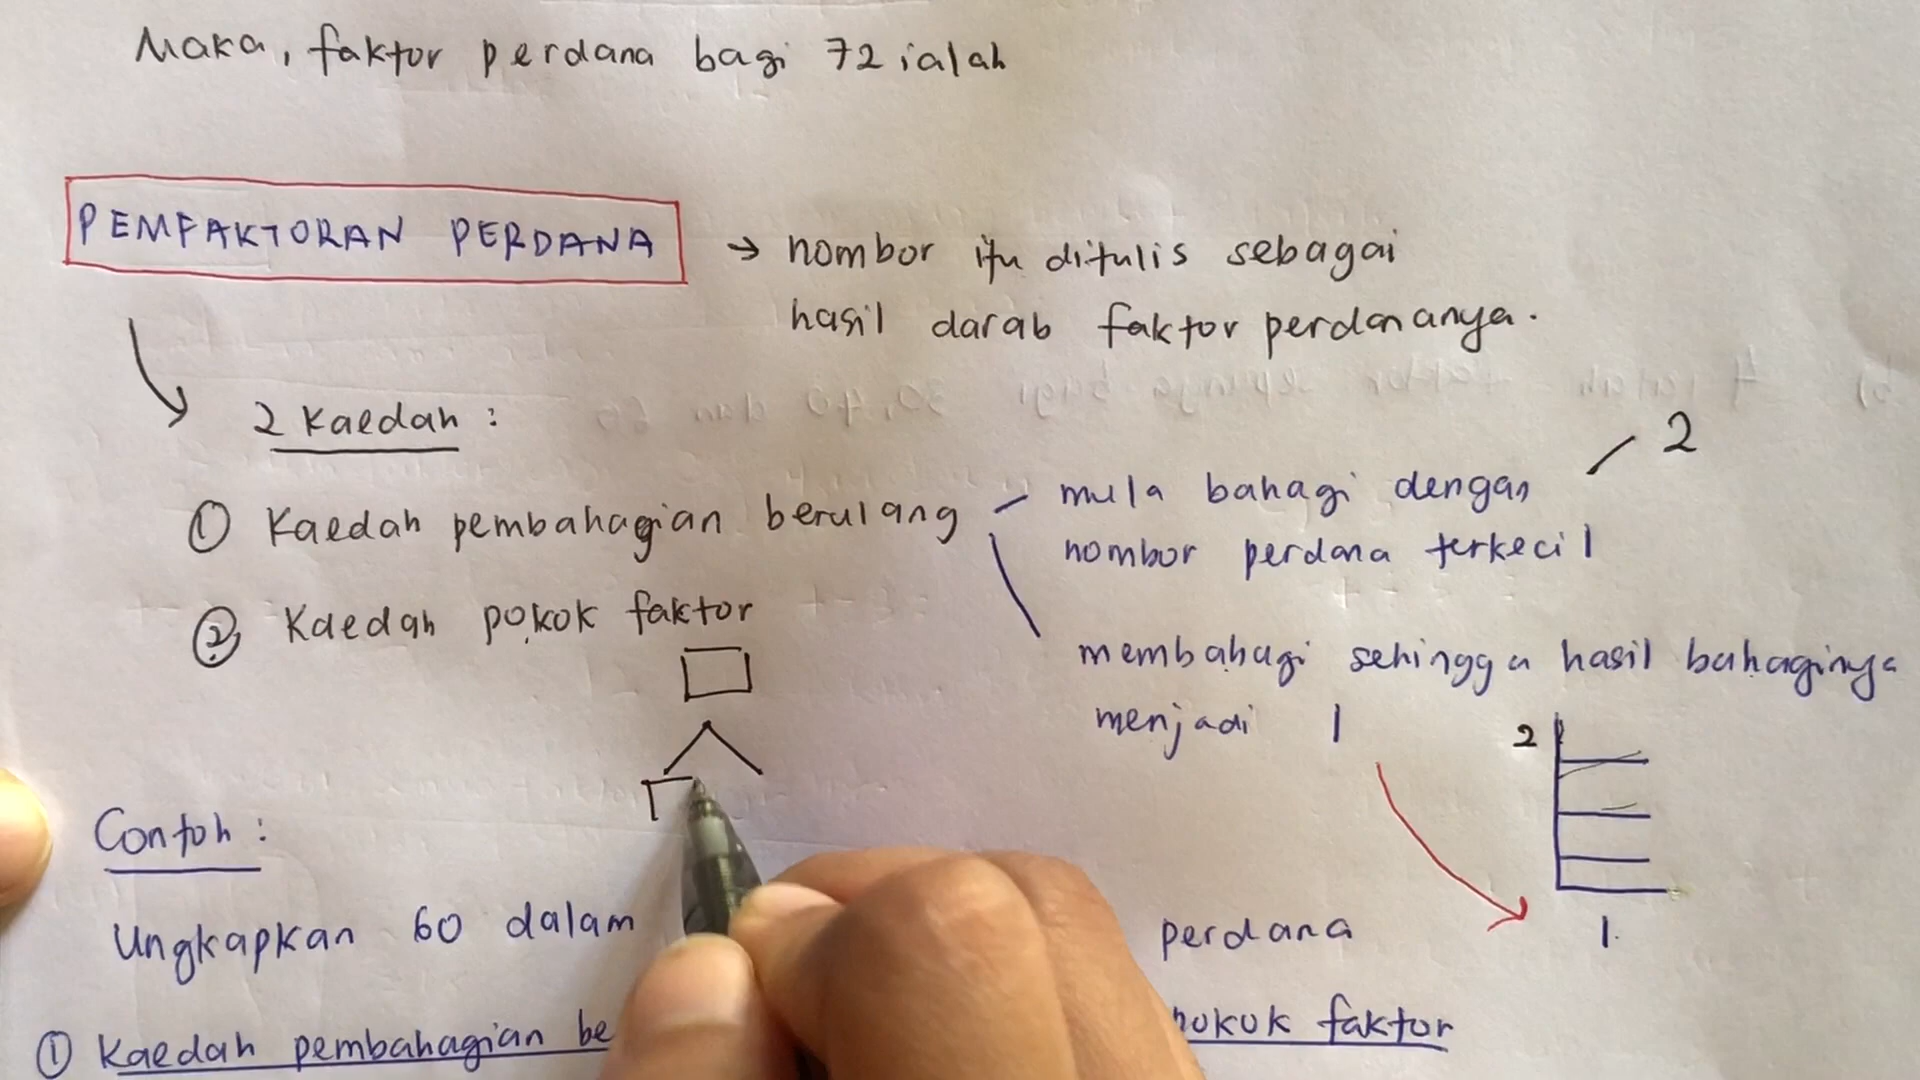 Maka, faktor perdana bagi 72 ialah
PEMFAKTORAN PERDANA
→ nombor itu ditulis sebagai
hasil darab faktor perdananya.
2 Kaedah :
① Kaedah pembahagian berulang
mula bahagi dengan
2
nombor perdana terkecil
② Kaedah pokok faktor
membahagi sehingga hasil bahaginya
menjadi 1
2
1.
Contoh :
Ungkapkan 60 dalam
perdana
① Kaedah pembahagian be
pokok faktor